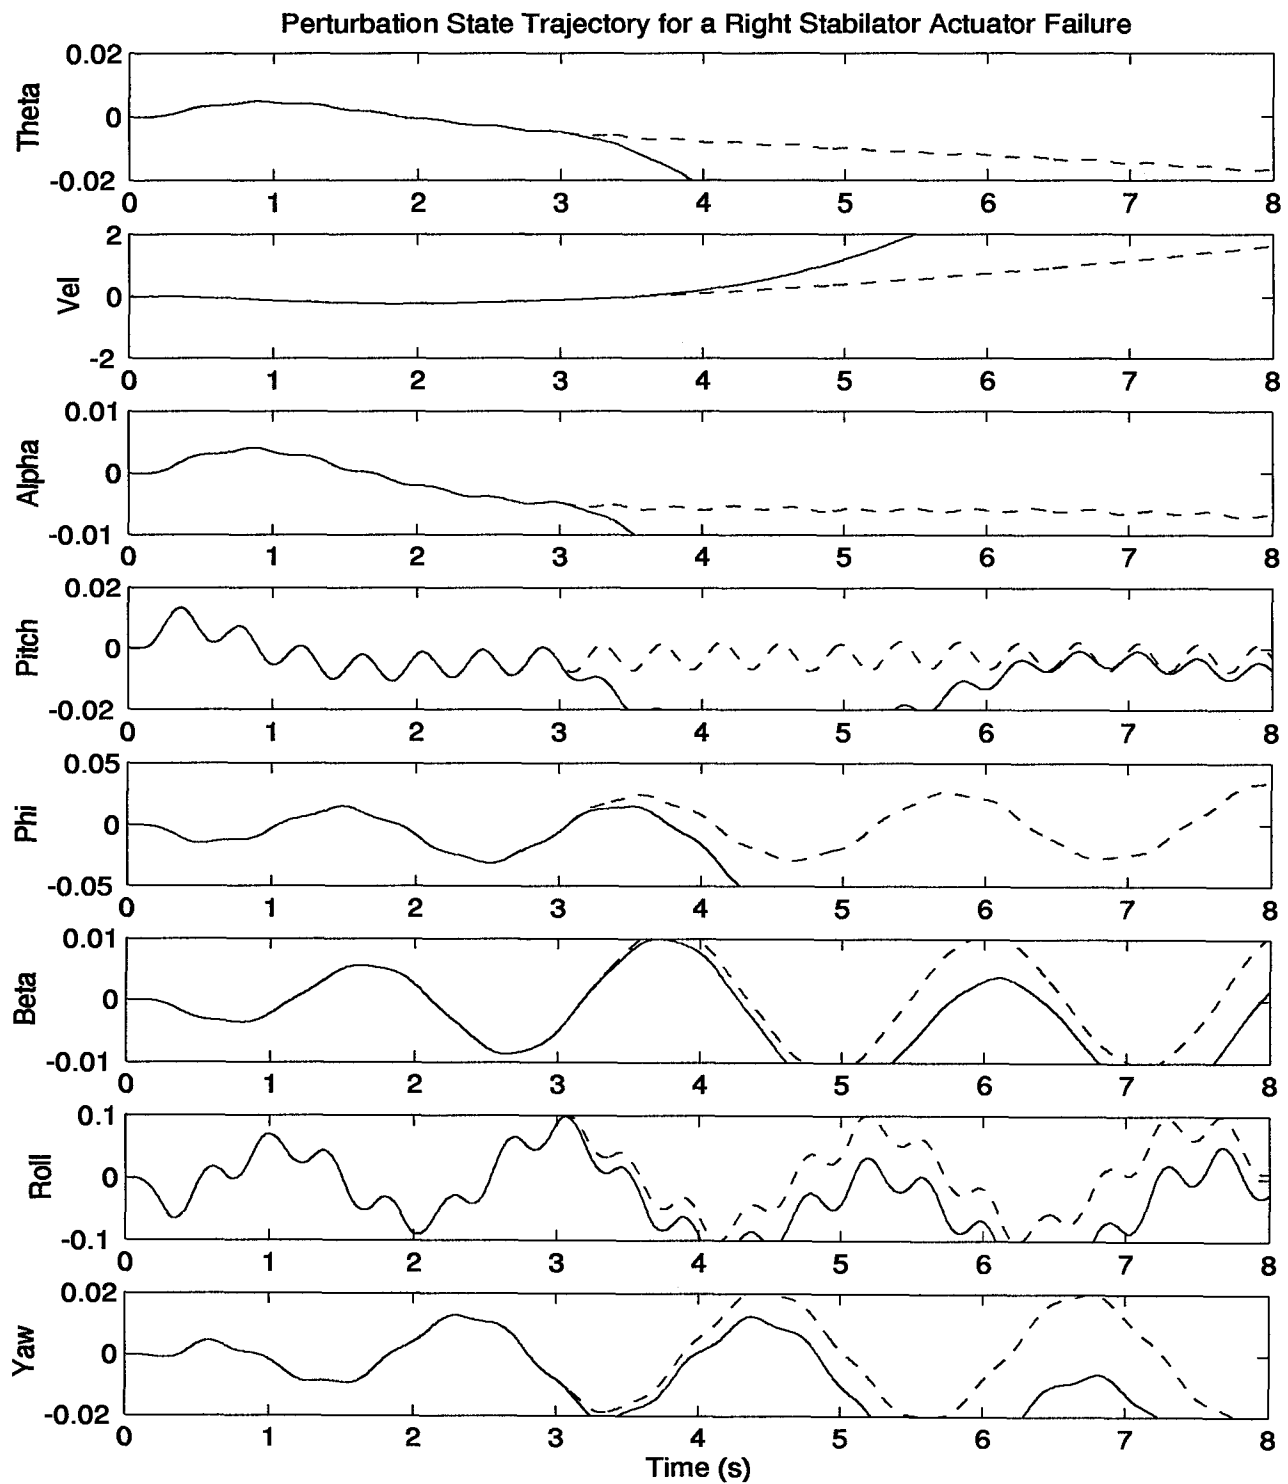 Perturbation State Trajectory for a Right Stabilator Actuator Failure
0.02
0
-0.02
Theta
0 1 2 3 4 5 6 7 8
2
0
-2
Vel
0 1 2 3 4 5 6 7 8
0.01
0
-0.01
Alpha
0 1 2 3 4 5 6 7 8
0.02
0
-0.02
Pitch
0 1 2 3 4 5 6 7 8
0.05
0
-0.05
Phi
0 1 2 3 4 5 6 7 8
0.01
0
-0.01
Beta
0 1 2 3 4 5 6 7 8
0.1
0
-0.1
Roll
0 1 2 3 4 5 6 7 8
0.02
0
-0.02
Yaw
0 1 2 3 4 5 6 7 8
Time (s)